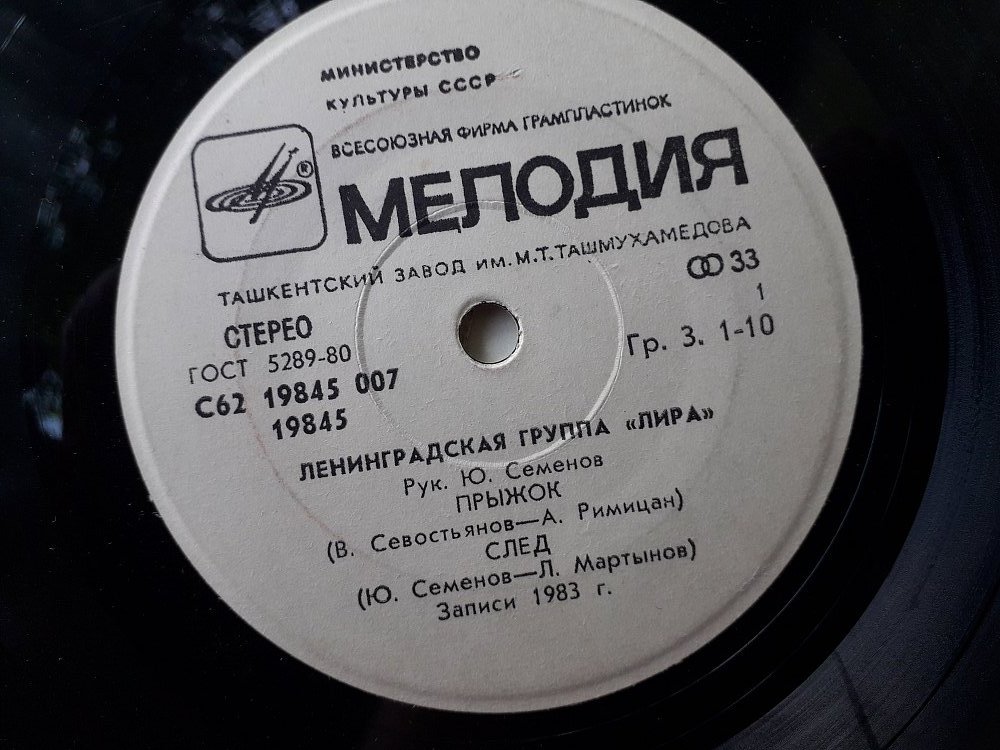 МИНИСТЕРСТВО
КУЛЬТУРЫ СССР
ВСЕСОЮЗНАЯ ФИРМА ГРАМПЛАСТИНОК
®
МЕЛОДИЯ
ТАШКЕНТСКИЙ ЗАВОД ИМ. М. Т. ТАШМУХАМЕДОВА
СТЕРЕО
33
ГОСТ 5289-80
1
С62 19845 007
Гр. 3. 1-10
19845
ЛЕНИНГРАДСКАЯ ГРУППА «ЛИРА»
Рук. Ю. Семенов
ПРЫЖОК
(В. Севостьянов—А. Римицан)
СЛЕД
(Ю. Семенов—Л. Мартынов)
Записи 1983 г.